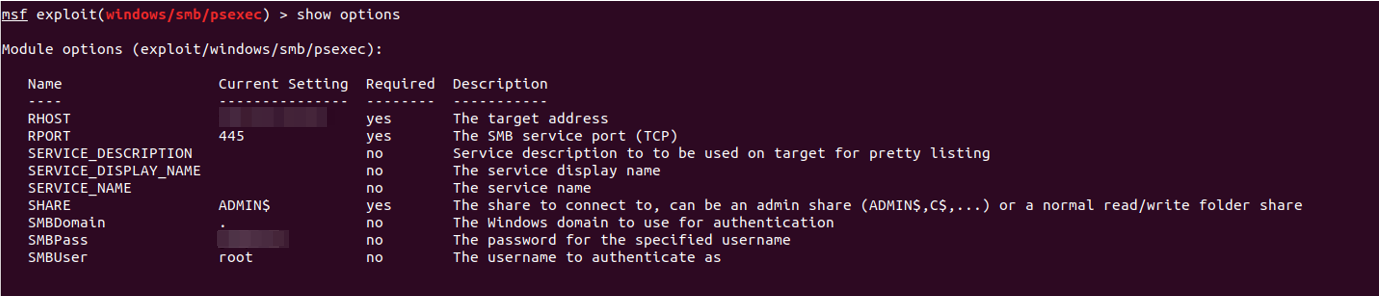 msf exploit(windows/smb/psexec) > show options
Module options (exploit/windows/smb/psexec):
Name Current Setting Required Description
---- --------------- -------- -----------
RHOST yes The target address
RPORT 445 yes The SMB service port (TCP)
SERVICE_DESCRIPTION no Service description to to be used on target for pretty listing
SERVICE_DISPLAY_NAME no The service display name
SERVICE_NAME no The service name
SHARE ADMIN$ yes The share to connect to, can be an admin share (ADMIN$,C$,...) or a normal read/write folder share
SMBDomain . no The Windows domain to use for authentication
SMBPass no The password for the specified username
SMBUser root no The username to authenticate as